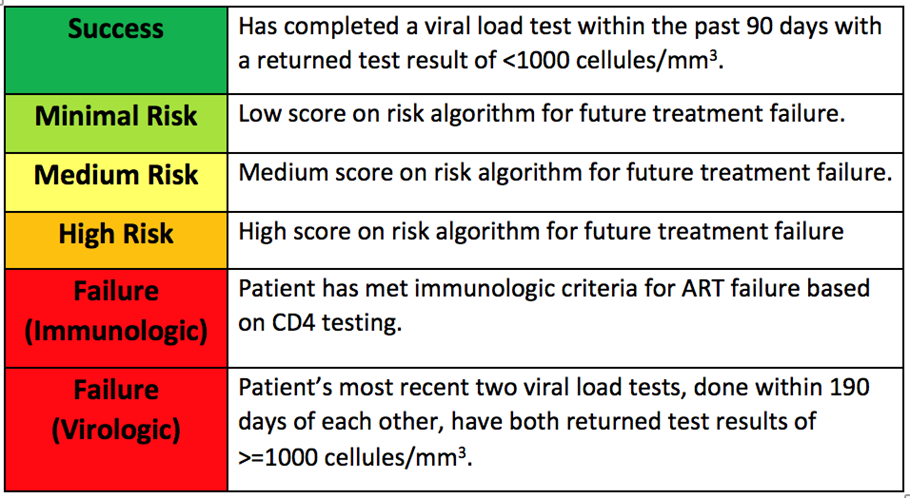 Success
Has completed a viral load test within the past 90 days with
a returned test result of <1000 cellules/mm³.
Minimal Risk
Low score on risk algorithm for future treatment failure.
Medium Risk
Medium score on risk algorithm for future treatment failure.
High Risk
High score on risk algorithm for future treatment failure
Failure
(Immunologic)
Patient has met immunologic criteria for ART failure based
on CD4 testing.
Failure
(Virologic)
Patient’s most recent two viral load tests, done within 190
days of each other, have both returned test results of
>=1000 cellules/mm³.